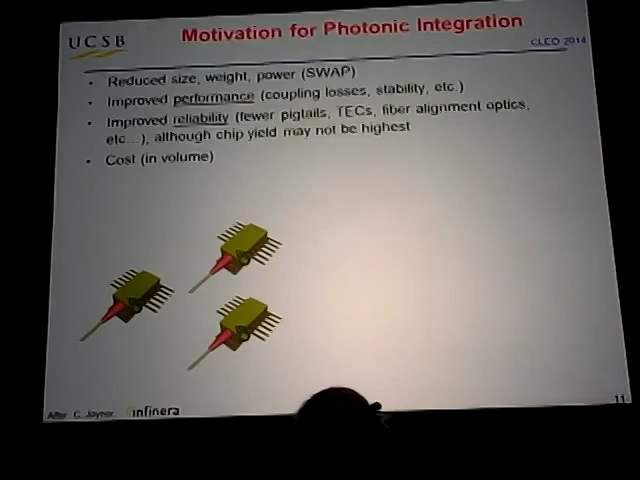 UCSB
Motivation for Photonic Integration
CLEO 2014
• Reduced size, weight, power (SWAP)
• Improved performance (coupling losses, stability, etc.)
• Improved reliability (fewer pigtails, TECs, fiber alignment optics,
etc...), although chip yield may not be highest
• Cost (in volume)
After C. Joyner, infinera
11